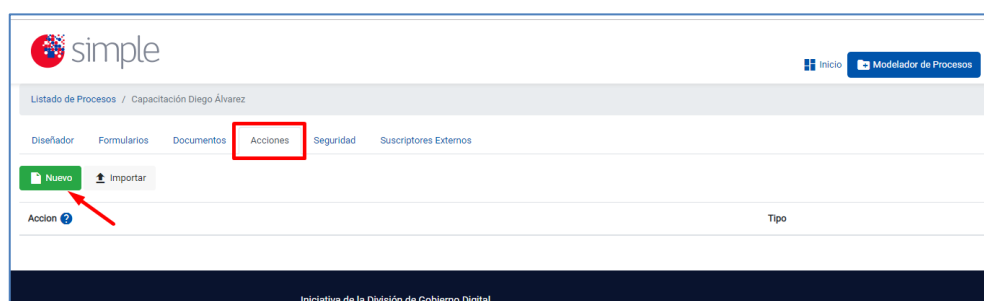 simple
Inicio Modelador de Procesos
Listado de Procesos / Capacitación Diego Álvarez
Diseñador Formularios Documentos Acciones Seguridad Suscriptores Externos
Nuevo Importar
Accion ? Tipo
Iniciativa de la División de Gobierno Digital